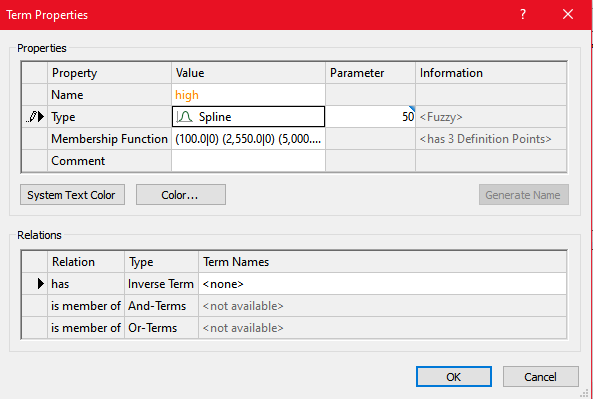 Term Properties ?
Properties
Property Value Parameter Information
Name high
Type Spline 50 <Fuzzy>
Membership Function (100.0|0) (2,550.0|0) (5,000.... <has 3 Definition Points>
Comment
System Text Color Color... Generate Name
Relations
Relation Type Term Names
has Inverse Term <none>
is member of And-Terms <not available>
is member of Or-Terms <not available>
OK Cancel